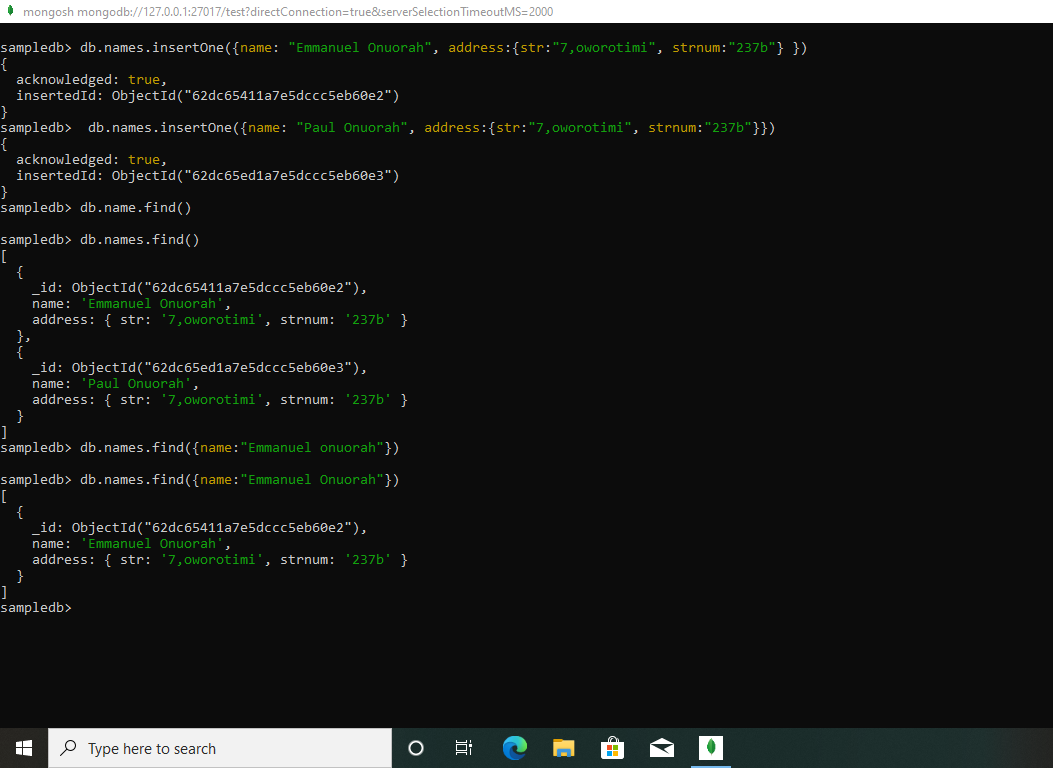 mongosh mongodb://127.0.0.1:27017/test?directConnection=true&serverSelectionTimeoutMS=2000
sampledb> db.names.insertOne({name: "Emmanuel Onuorah", address:{str:"7,oworotimi", strnum:"237b"} })
{
  acknowledged: true,
  insertedId: ObjectId("62dc65411a7e5dccc5eb60e2")
}
sampledb>  db.names.insertOne({name: "Paul Onuorah", address:{str:"7,oworotimi", strnum:"237b"}})
{
  acknowledged: true,
  insertedId: ObjectId("62dc65ed1a7e5dccc5eb60e3")
}
sampledb> db.name.find()
sampledb> db.names.find()
[
  {
    _id: ObjectId("62dc65411a7e5dccc5eb60e2"),
    name: 'Emmanuel Onuorah',
    address: { str: '7,oworotimi', strnum: '237b' }
  },
  {
    _id: ObjectId("62dc65ed1a7e5dccc5eb60e3"),
    name: 'Paul Onuorah',
    address: { str: '7,oworotimi', strnum: '237b' }
  }
]
sampledb> db.names.find({name:"Emmanuel onuorah"})
sampledb> db.names.find({name:"Emmanuel Onuorah"})
[
  {
    _id: ObjectId("62dc65411a7e5dccc5eb60e2"),
    name: 'Emmanuel Onuorah',
    address: { str: '7,oworotimi', strnum: '237b' }
  }
]
sampledb>
Type here to search